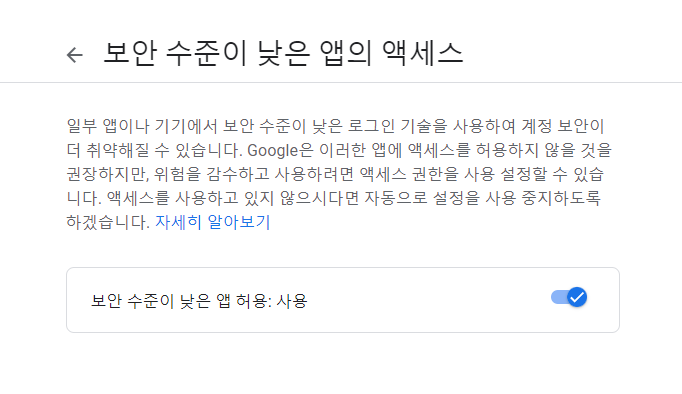 보안 수준이 낮은 앱의 액세스
일부 앱이나 기기에서 보안 수준이 낮은 로그인 기술을 사용하여 계정 보안이
더 취약해질 수 있습니다. Google은 이러한 앱에 액세스를 허용하지 않을 것을
권장하지만, 위험을 감수하고 사용하려면 액세스 권한을 사용 설정할 수 있습
니다. 액세스를 사용하고 있지 않으시다면 자동으로 설정을 사용 중지하도록
하겠습니다. 자세히 알아보기
보안 수준이 낮은 앱 허용: 사용